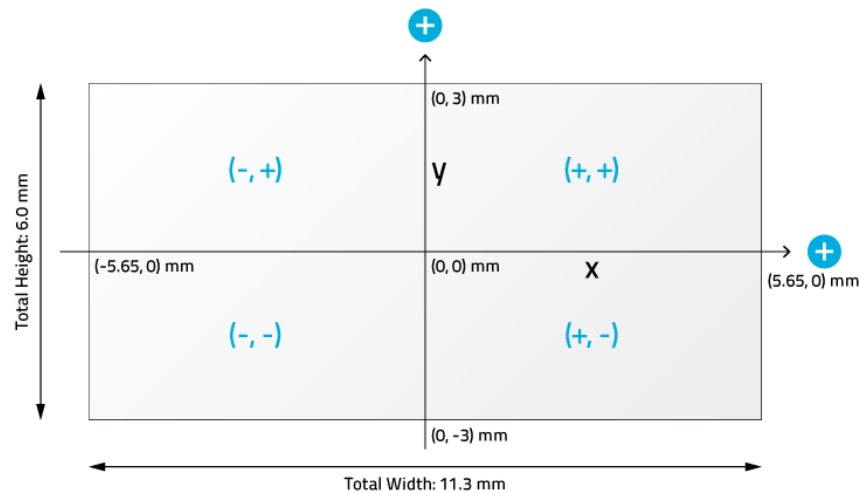 +
(0, 3) mm
(-, +)
y
(+, +)
Total Height: 6.0 mm
+
(-5.65, 0) mm
(0, 0) mm
x
(5.65, 0) mm
(-, -)
(+, -)
(0, -3) mm
Total Width: 11.3 mm